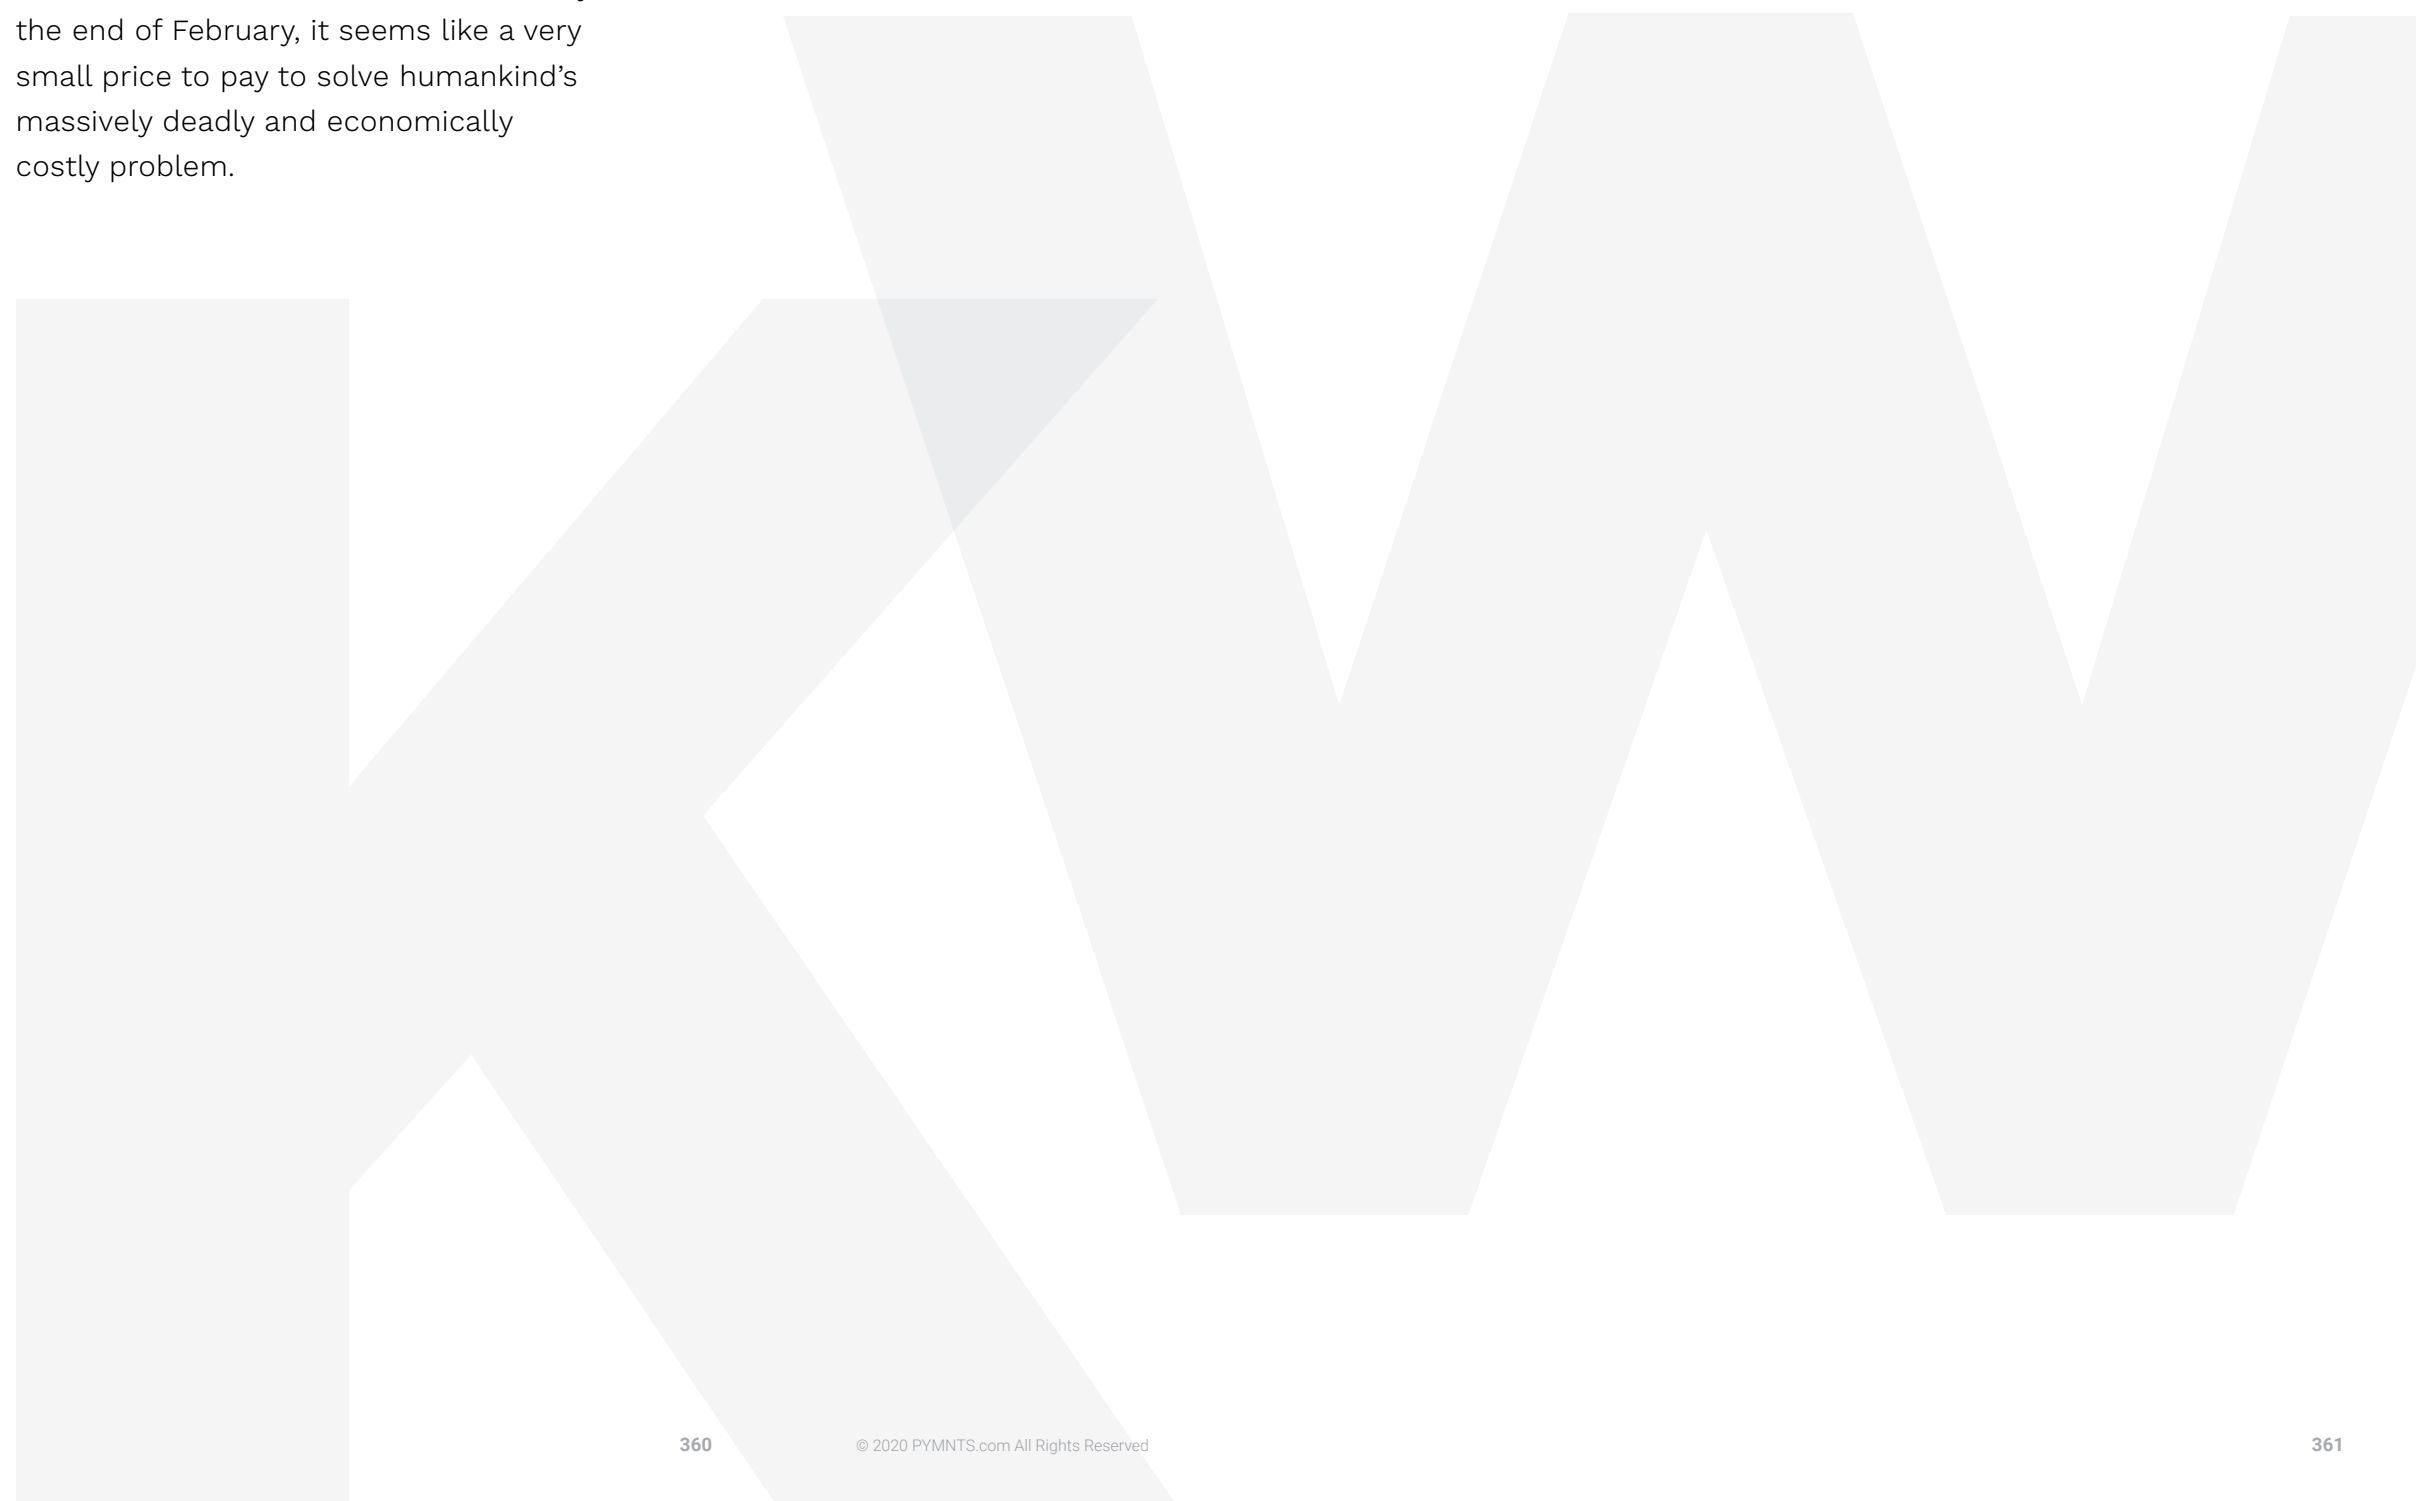 the end of February, it seems like a very
small price to pay to solve humankind’s
massively deadly and economically
costly problem.
KW
360
© 2020 PYMNTS.com All Rights Reserved
361